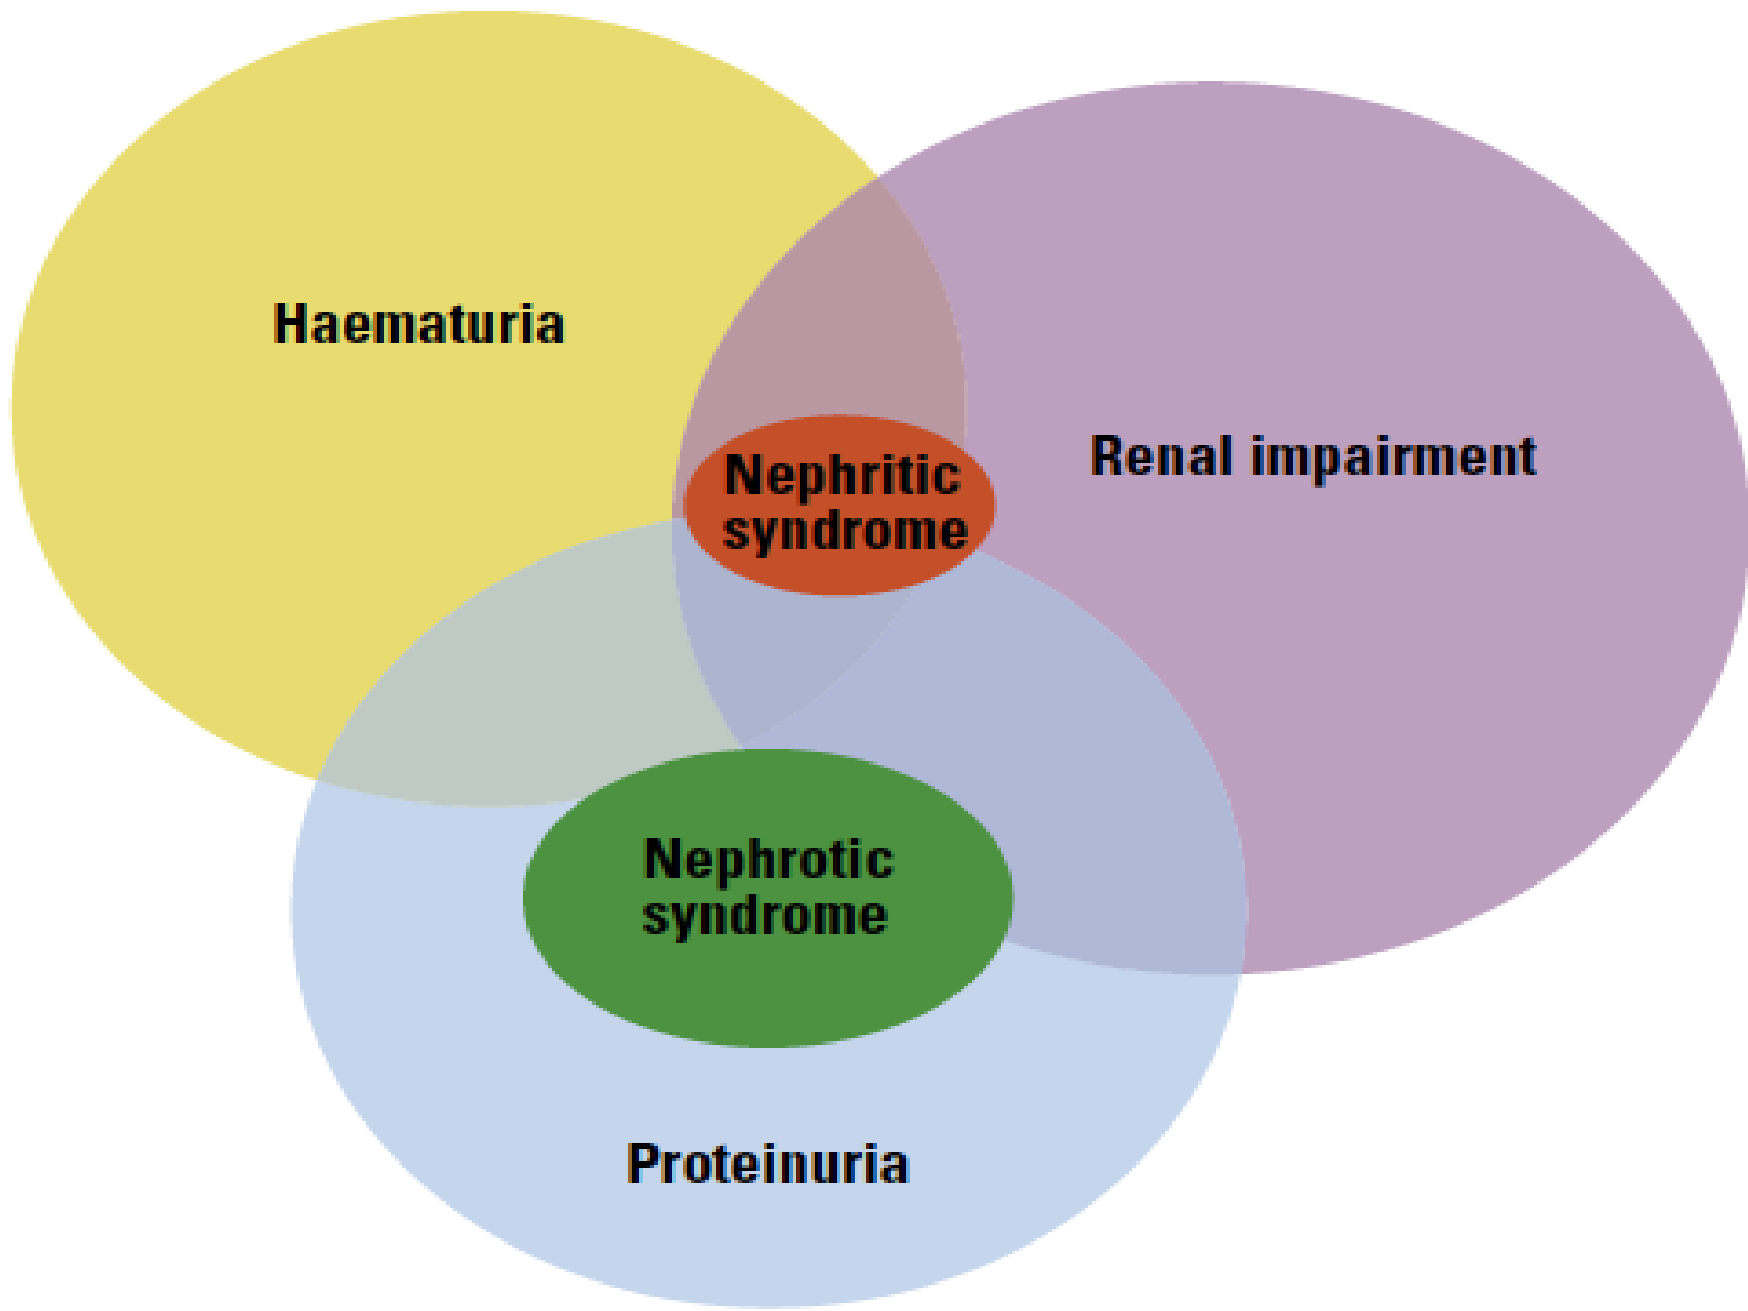 Haematuria
Renal impairment
Nephritic
syndrome
Nephrotic
syndrome
Proteinuria